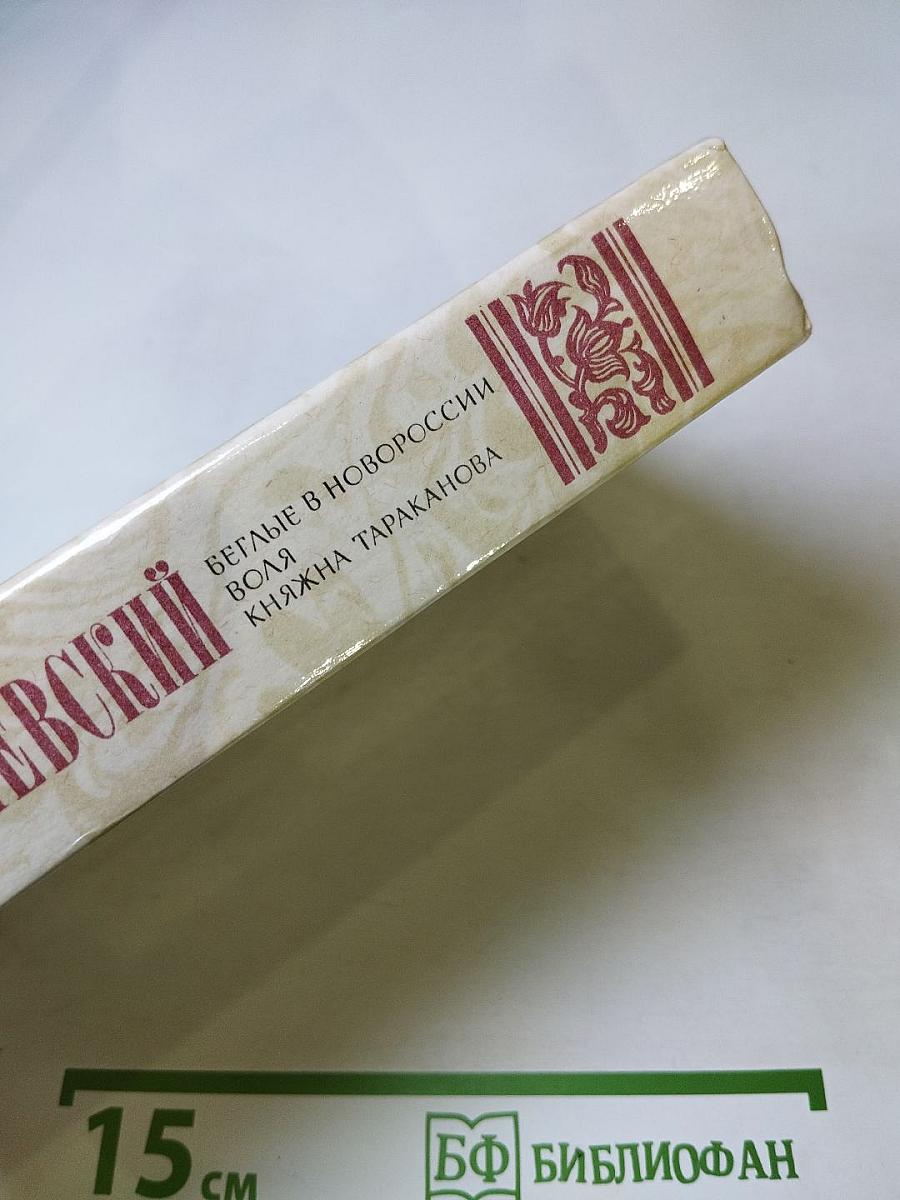 ЕВСКИЙ
БЕГЛЫЕ В НОВОРОССИИ
ВОЛЯ
КНЯЖНА ТАРАКАНОВА
15 см
БФ БИБЛИОФАН